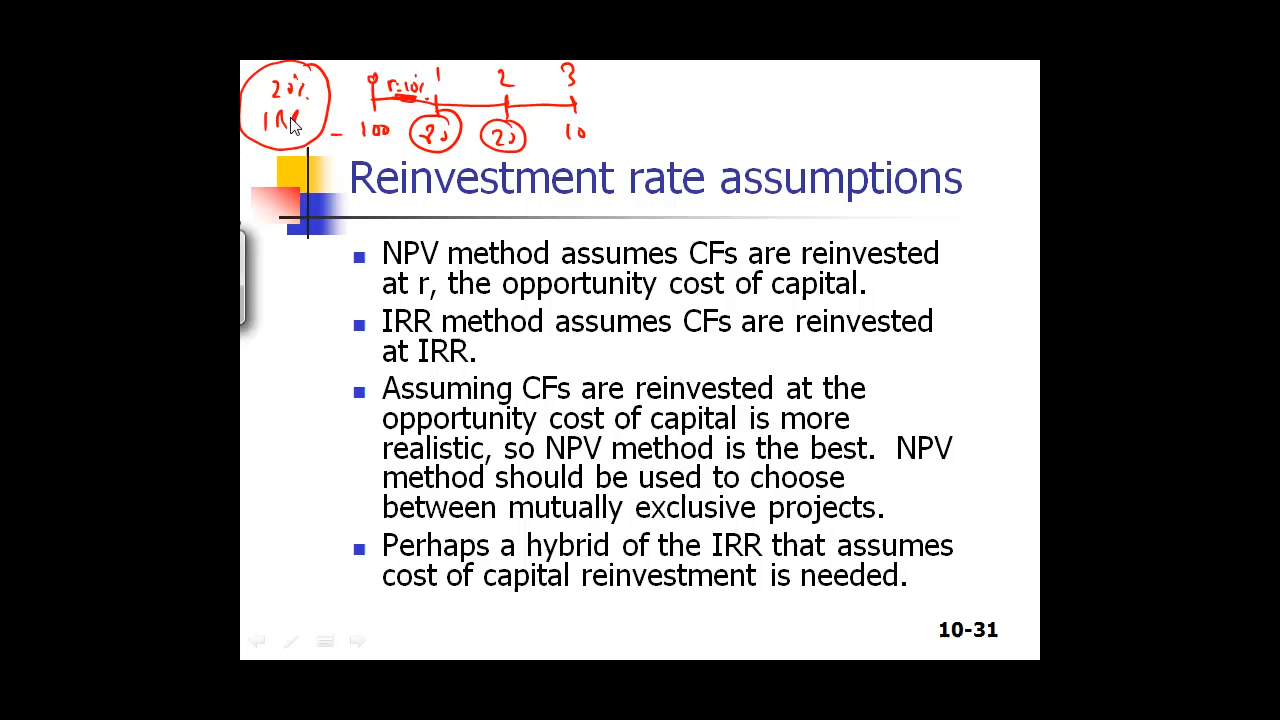 20%
IRR
0 r=10% 1 2 3
- 100 20 20 10
Reinvestment rate assumptions
NPV method assumes CFs are reinvested
at r, the opportunity cost of capital.
IRR method assumes CFs are reinvested
at IRR.
Assuming CFs are reinvested at the
opportunity cost of capital is more
realistic, so NPV method is the best. NPV
method should be used to choose
between mutually exclusive projects.
Perhaps a hybrid of the IRR that assumes
cost of capital reinvestment is needed.
10-31